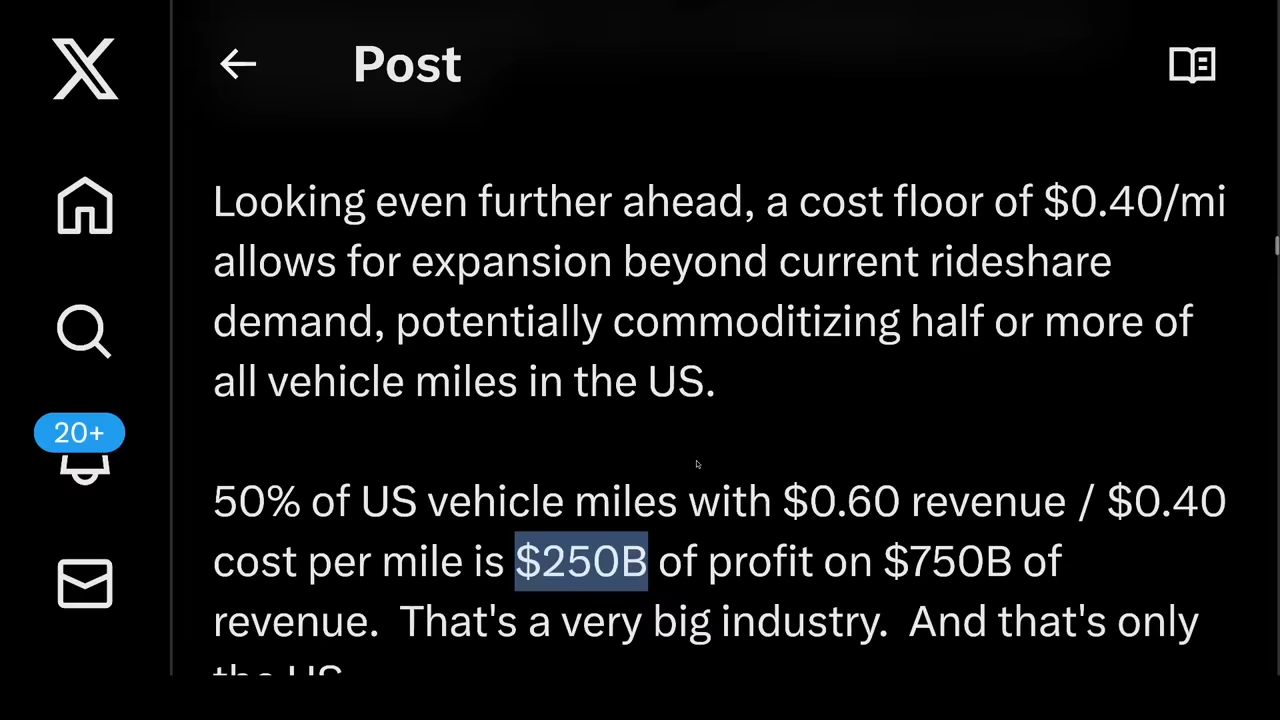 Post
Looking even further ahead, a cost floor of $0.40/mi
allows for expansion beyond current rideshare
demand, potentially commoditizing half or more of
all vehicle miles in the US.
20+
50% of US vehicle miles with $0.60 revenue / $0.40
cost per mile is $250B of profit on $750B of
revenue.  That's a very big industry.  And that's only
the US